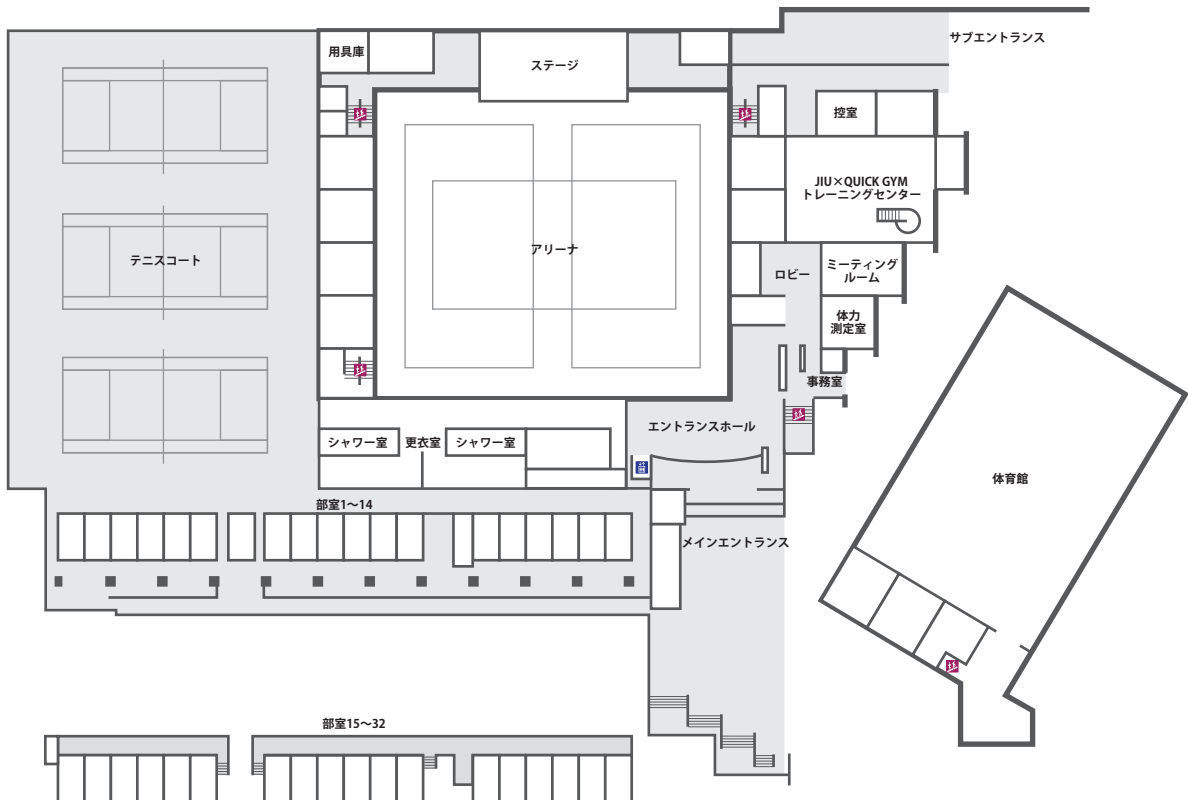 サブエントランス
用具庫
ステージ
控室
JIU×QUICK GYM
トレーニングセンター
テニスコート
アリーナ
ロビー
ミーティング
ルーム
体力
測定室
事務室
エントランスホール
シャワー室
更衣室
シャワー室
体育館
部室1〜14
メインエントランス
部室15〜32